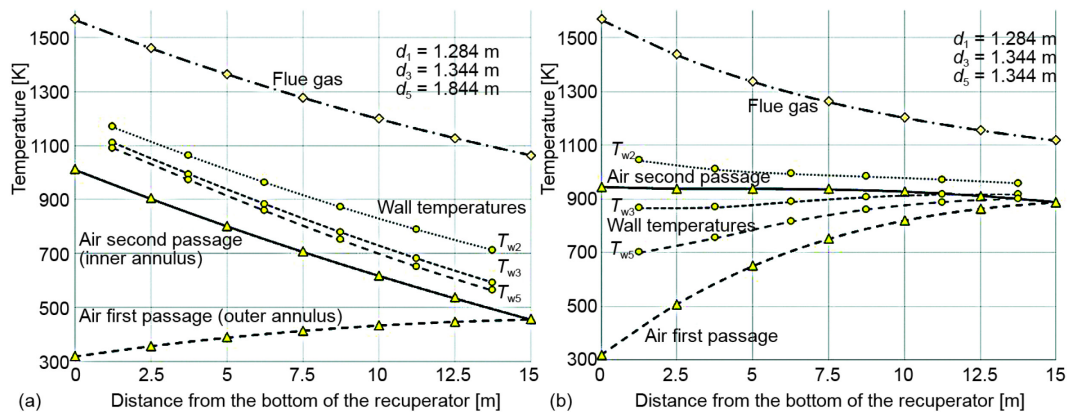 Temperature [K]
1500
1300
1100
900
700
500
300
d1 = 1.284 m
d3 = 1.344 m
d5 = 1.844 m
Flue gas
Wall temperatures
Tw2
Air second passage
(inner annulus)
Tw3
Tw5
Air first passage (outer annulus)
0 2.5 5 7.5 10 12.5 15
(a) Distance from the bottom of the recuperator [m]
Temperature [K]
1500
1300
1100
900
700
500
300
d1 = 1.284 m
d3 = 1.344 m
d5 = 1.344 m
Flue gas
Tw2
Air second passage
Tw3
Wall temperatures
Tw5
Air first passage
0 2.5 5 7.5 10 12.5 15
(b) Distance from the bottom of the recuperator [m]